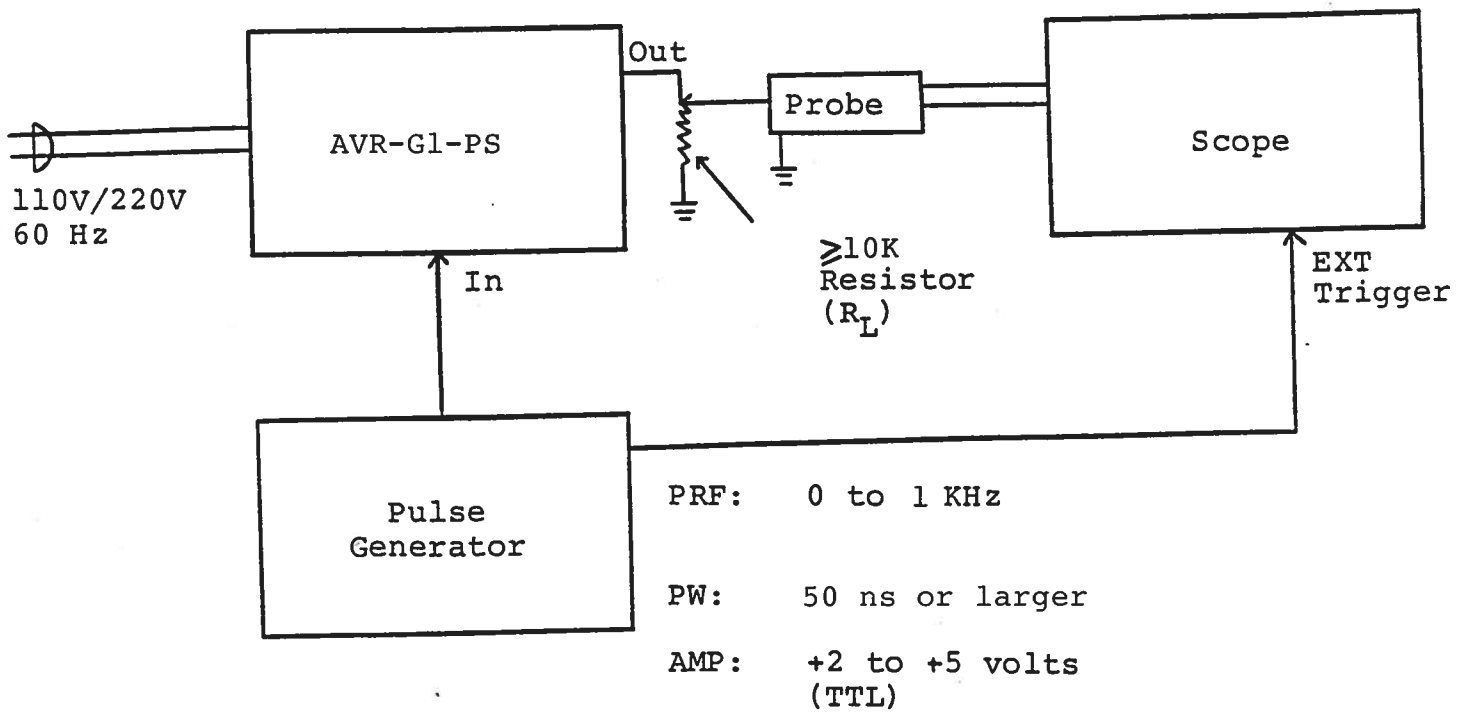 Out
Probe
AVR-G1-PS
Scope
110V/220V
60 Hz
≥10K
Resistor
(RL)
In
EXT
Trigger
Pulse
Generator
PRF: 0 to 1 KHz
PW: 50 ns or larger
AMP: +2 to +5 volts
(TTL)